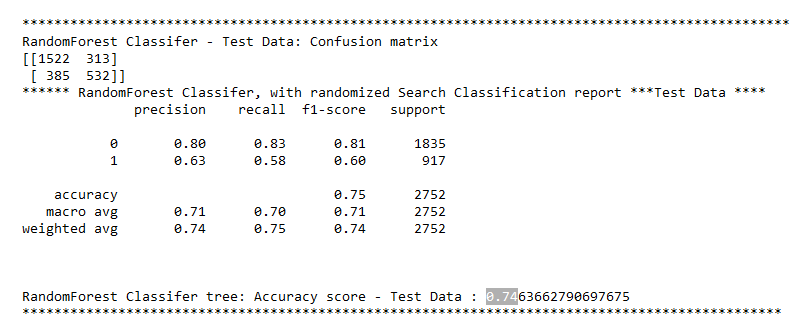 *************************************************************************************************
RandomForest Classifer - Test Data: Confusion matrix
[[1522  313]
 [ 385  532]]
****** RandomForest Classifer, with randomized Search Classification report ***Test Data ****
              precision    recall  f1-score   support

           0       0.80      0.83      0.81      1835
           1       0.63      0.58      0.60       917

    accuracy                           0.75      2752
   macro avg       0.71      0.70      0.71      2752
weighted avg       0.74      0.75      0.74      2752

RandomForest Classifer tree: Accuracy score - Test Data : 0.7463662790697675
************************************************************************************************